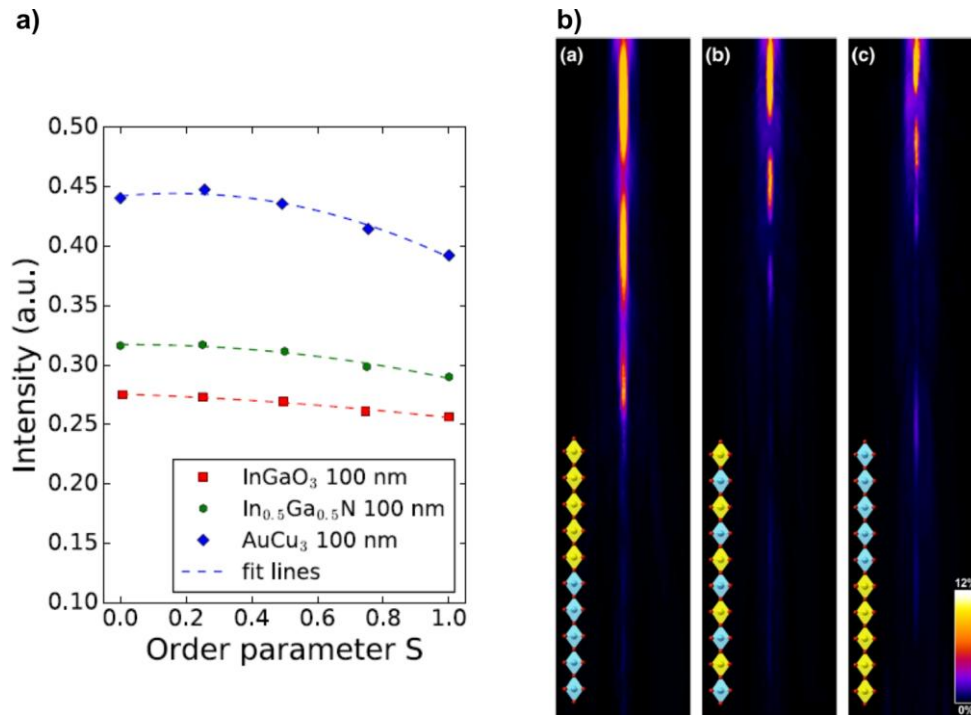 a)
b)
Intensity (a.u.)
0.50
0.45
0.40
0.35
0.30
0.25
0.20
0.15
0.10
InGaO₃ 100 nm
In₀.₅Ga₀.₅N 100 nm
AuCu₃ 100 nm
fit lines
0.0 0.2 0.4 0.6 0.8 1.0
Order parameter S
(a)
(b)
(c)
12%
0%